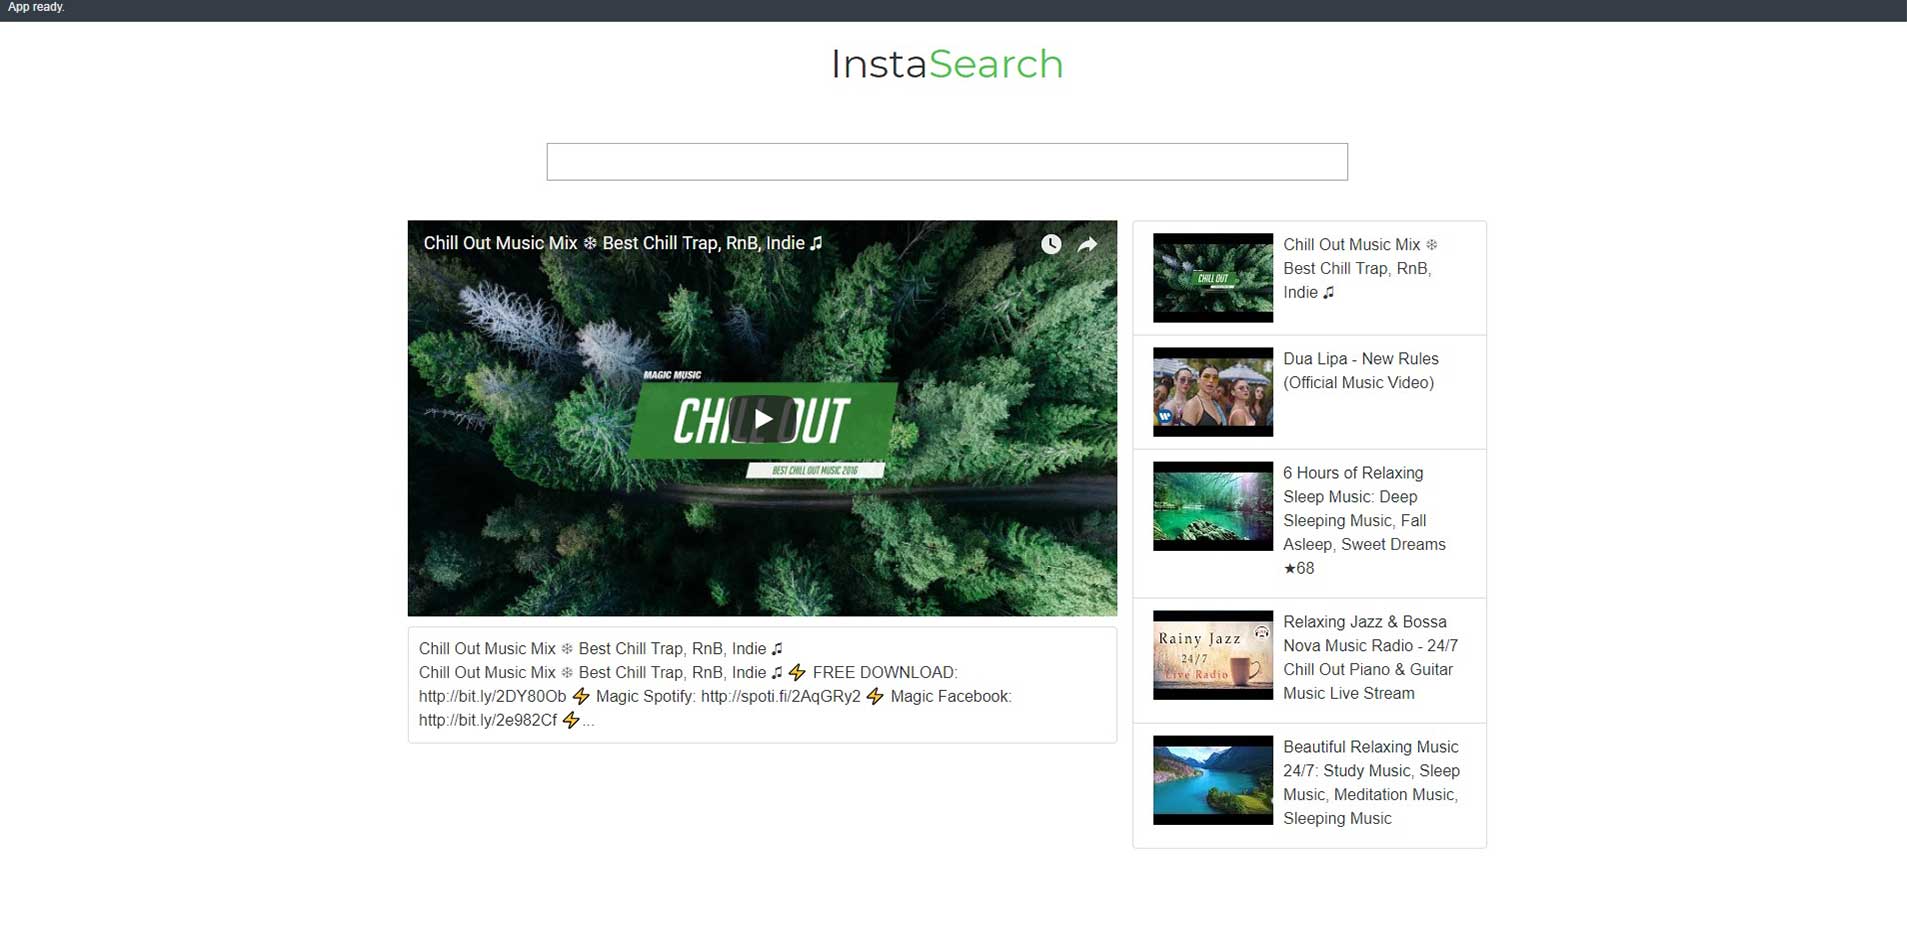 App ready.
InstaSearch
Chill Out Music Mix ❄ Best Chill Trap, RnB, Indie ♫
MAGIC MUSIC
CHILL OUT
BEST CHILL OUT MUSIC 2016
Chill Out Music Mix ❄ Best Chill Trap, RnB, Indie ♫
Chill Out Music Mix ❄ Best Chill Trap, RnB, Indie ♫ ⚡ FREE DOWNLOAD:
http://bit.ly/2DY80Ob ⚡ Magic Spotify: http://spoti.fi/2AqGRy2 ⚡ Magic Facebook:
http://bit.ly/2e982Cf ⚡...
CHILL OUT
Chill Out Music Mix ❄
Best Chill Trap, RnB,
Indie ♫
Dua Lipa - New Rules
(Official Music Video)
6 Hours of Relaxing
Sleep Music: Deep
Sleeping Music, Fall
Asleep, Sweet Dreams
★68
Rainy Jazz
24/7
Live Radio
Relaxing Jazz & Bossa
Nova Music Radio - 24/7
Chill Out Piano & Guitar
Music Live Stream
Beautiful Relaxing Music
24/7: Study Music, Sleep
Music, Meditation Music,
Sleeping Music